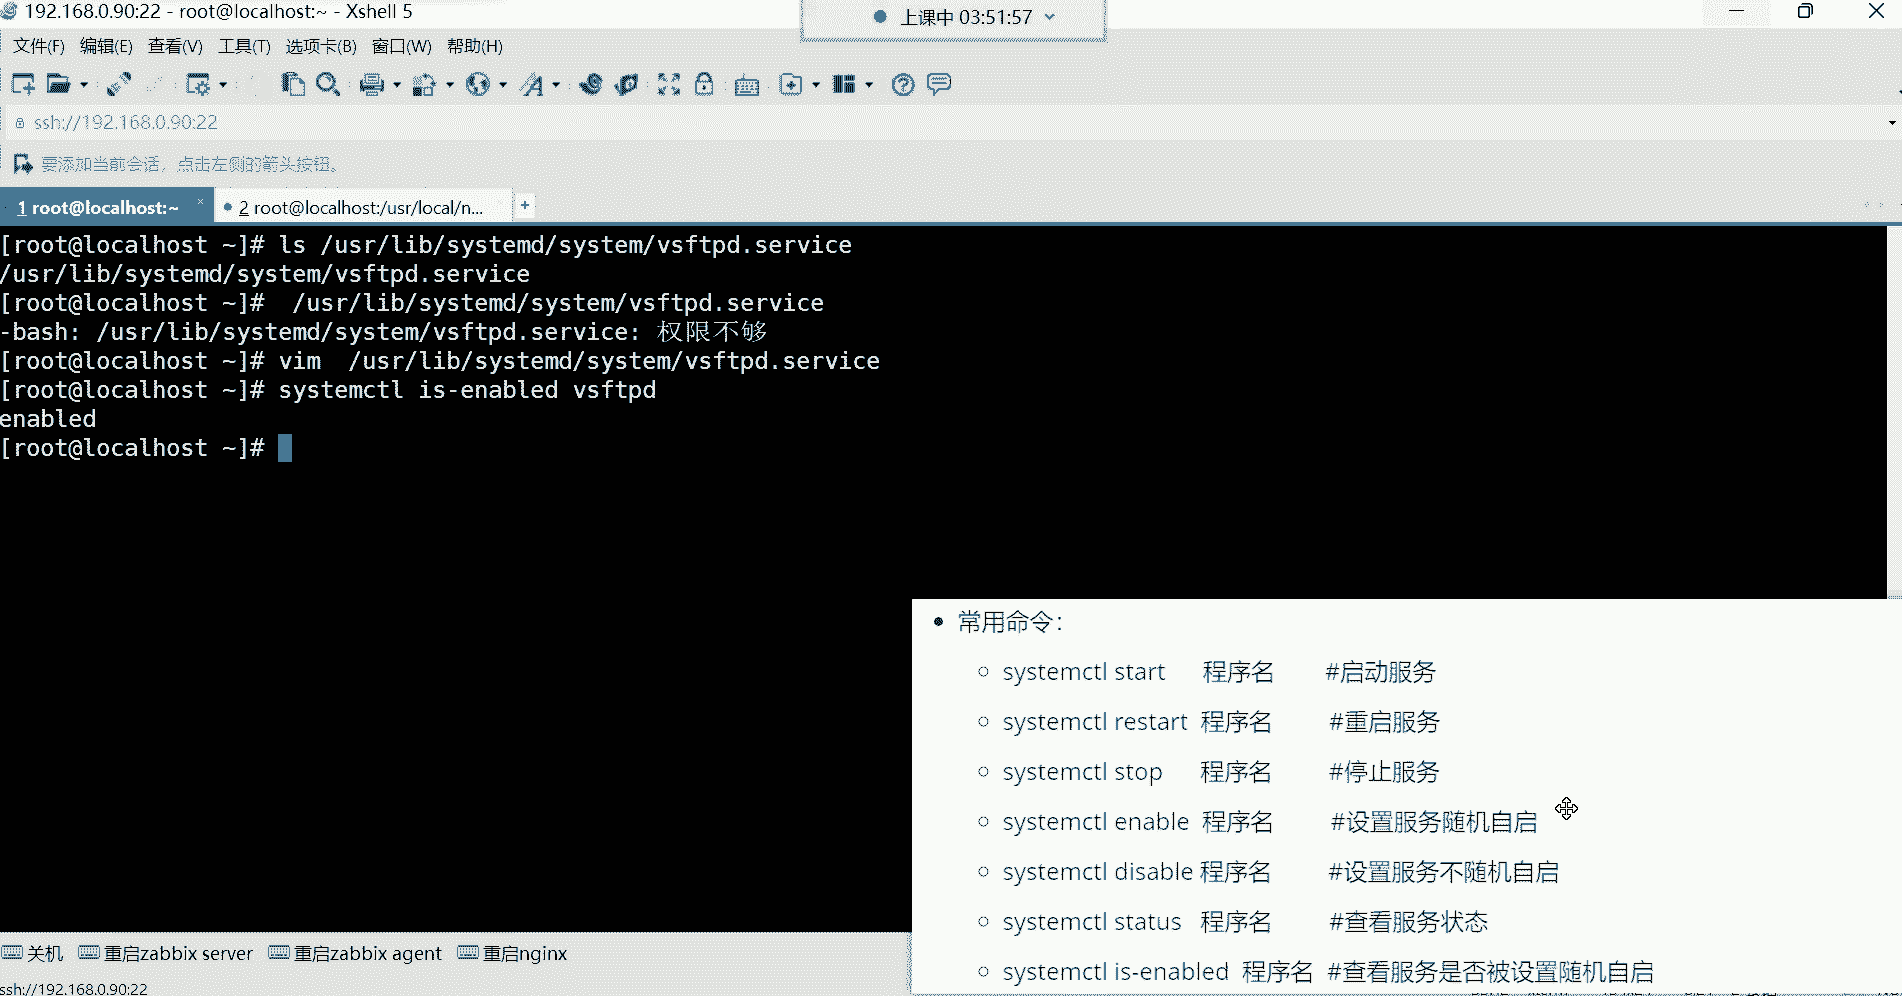 192.168.0.90:22 - root@localhost:~ - Xshell 5
上课中 03:51:57
文件(F) 编辑(E) 查看(V) 工具(T) 选项卡(B) 窗口(W) 帮助(H)
ssh://192.168.0.90:22
要添加当前会话，点击左侧的箭头按钮。
1 root@localhost:~
2 root@localhost:/usr/local/n...
[root@localhost ~]# ls /usr/lib/systemd/system/vsftpd.service
/usr/lib/systemd/system/vsftpd.service
[root@localhost ~]#  /usr/lib/systemd/system/vsftpd.service
-bash: /usr/lib/systemd/system/vsftpd.service: 权限不够
[root@localhost ~]# vim  /usr/lib/systemd/system/vsftpd.service
[root@localhost ~]# systemctl is-enabled vsftpd
enabled
[root@localhost ~]#
常用命令：
systemctl start 程序名 #启动服务
systemctl restart 程序名 #重启服务
systemctl stop 程序名 #停止服务
systemctl enable 程序名 #设置服务随机自启
systemctl disable 程序名 #设置服务不随机自启
systemctl status 程序名 #查看服务状态
systemctl is-enabled 程序名 #查看服务是否被设置随机自启
关机 重启zabbix server 重启zabbix agent 重启nginx
ssh://192.168.0.90:22